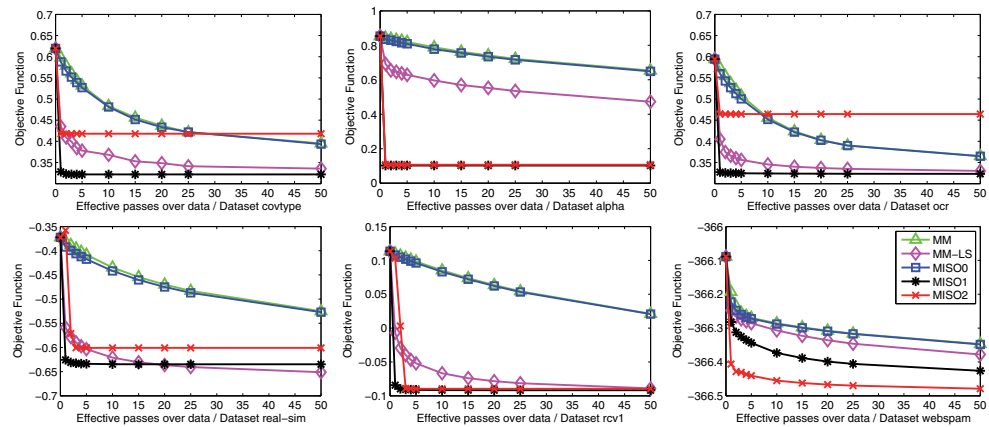 0.7
0.65
0.6
0.55
0.5
0.45
0.4
0.35
Objective Function
0 5 10 15 20 25 30 35 40 45 50
Effective passes over data / Dataset covtype
1
0.8
0.6
0.4
0.2
0
Objective Function
0 5 10 15 20 25 30 35 40 45 50
Effective passes over data / Dataset alpha
0.7
0.65
0.6
0.55
0.5
0.45
0.4
0.35
Objective Function
0 5 10 15 20 25 30 35 40 45 50
Effective passes over data / Dataset ocr
−0.35
−0.4
−0.45
−0.5
−0.55
−0.6
−0.65
−0.7
Objective Function
0 5 10 15 20 25 30 35 40 45 50
Effective passes over data / Dataset real−sim
0.15
0.1
0.05
0
−0.05
−0.1
Objective Function
0 5 10 15 20 25 30 35 40 45 50
Effective passes over data / Dataset rcv1
−366
−366.1
−366.2
−366.3
−366.4
−366.5
Objective Function
0 5 10 15 20 25 30 35 40 45 50
Effective passes over data / Dataset webspam
MM
MM−LS
MISO0
MISO1
MISO2